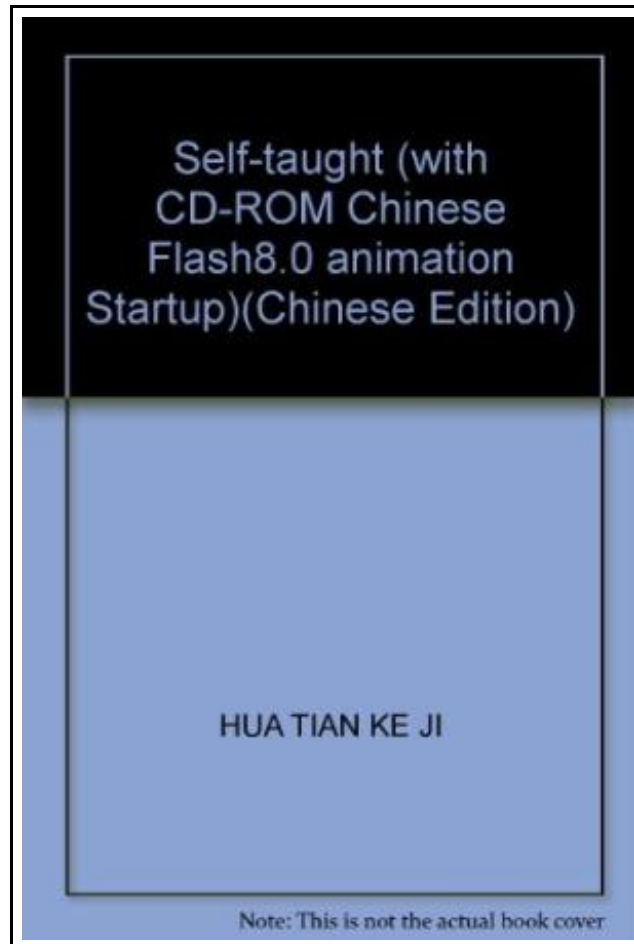 Self-taught (with
CD-ROM Chinese
Flash8.0 animation
Startup)(Chinese Edition)
HUA TIAN KE JI
Note: This is not the actual book cover